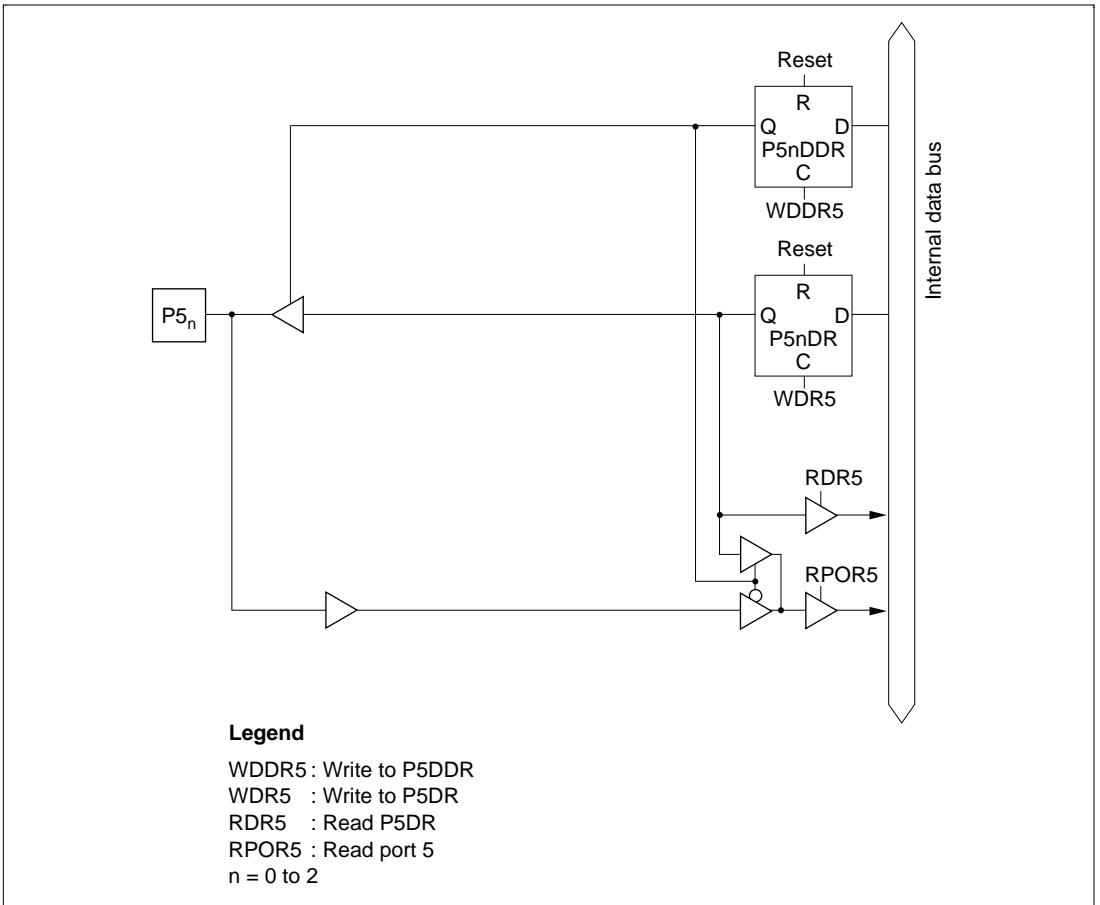 Reset
R
Q D
P5nDDR
C
WDDR5
Internal data bus
Reset
R
P5n
Q D
P5nDR
C
WDR5
RDR5
RPOR5
Legend
WDDR5 : Write to P5DDR
WDR5 : Write to P5DR
RDR5 : Read P5DR
RPOR5 : Read port 5
n = 0 to 2